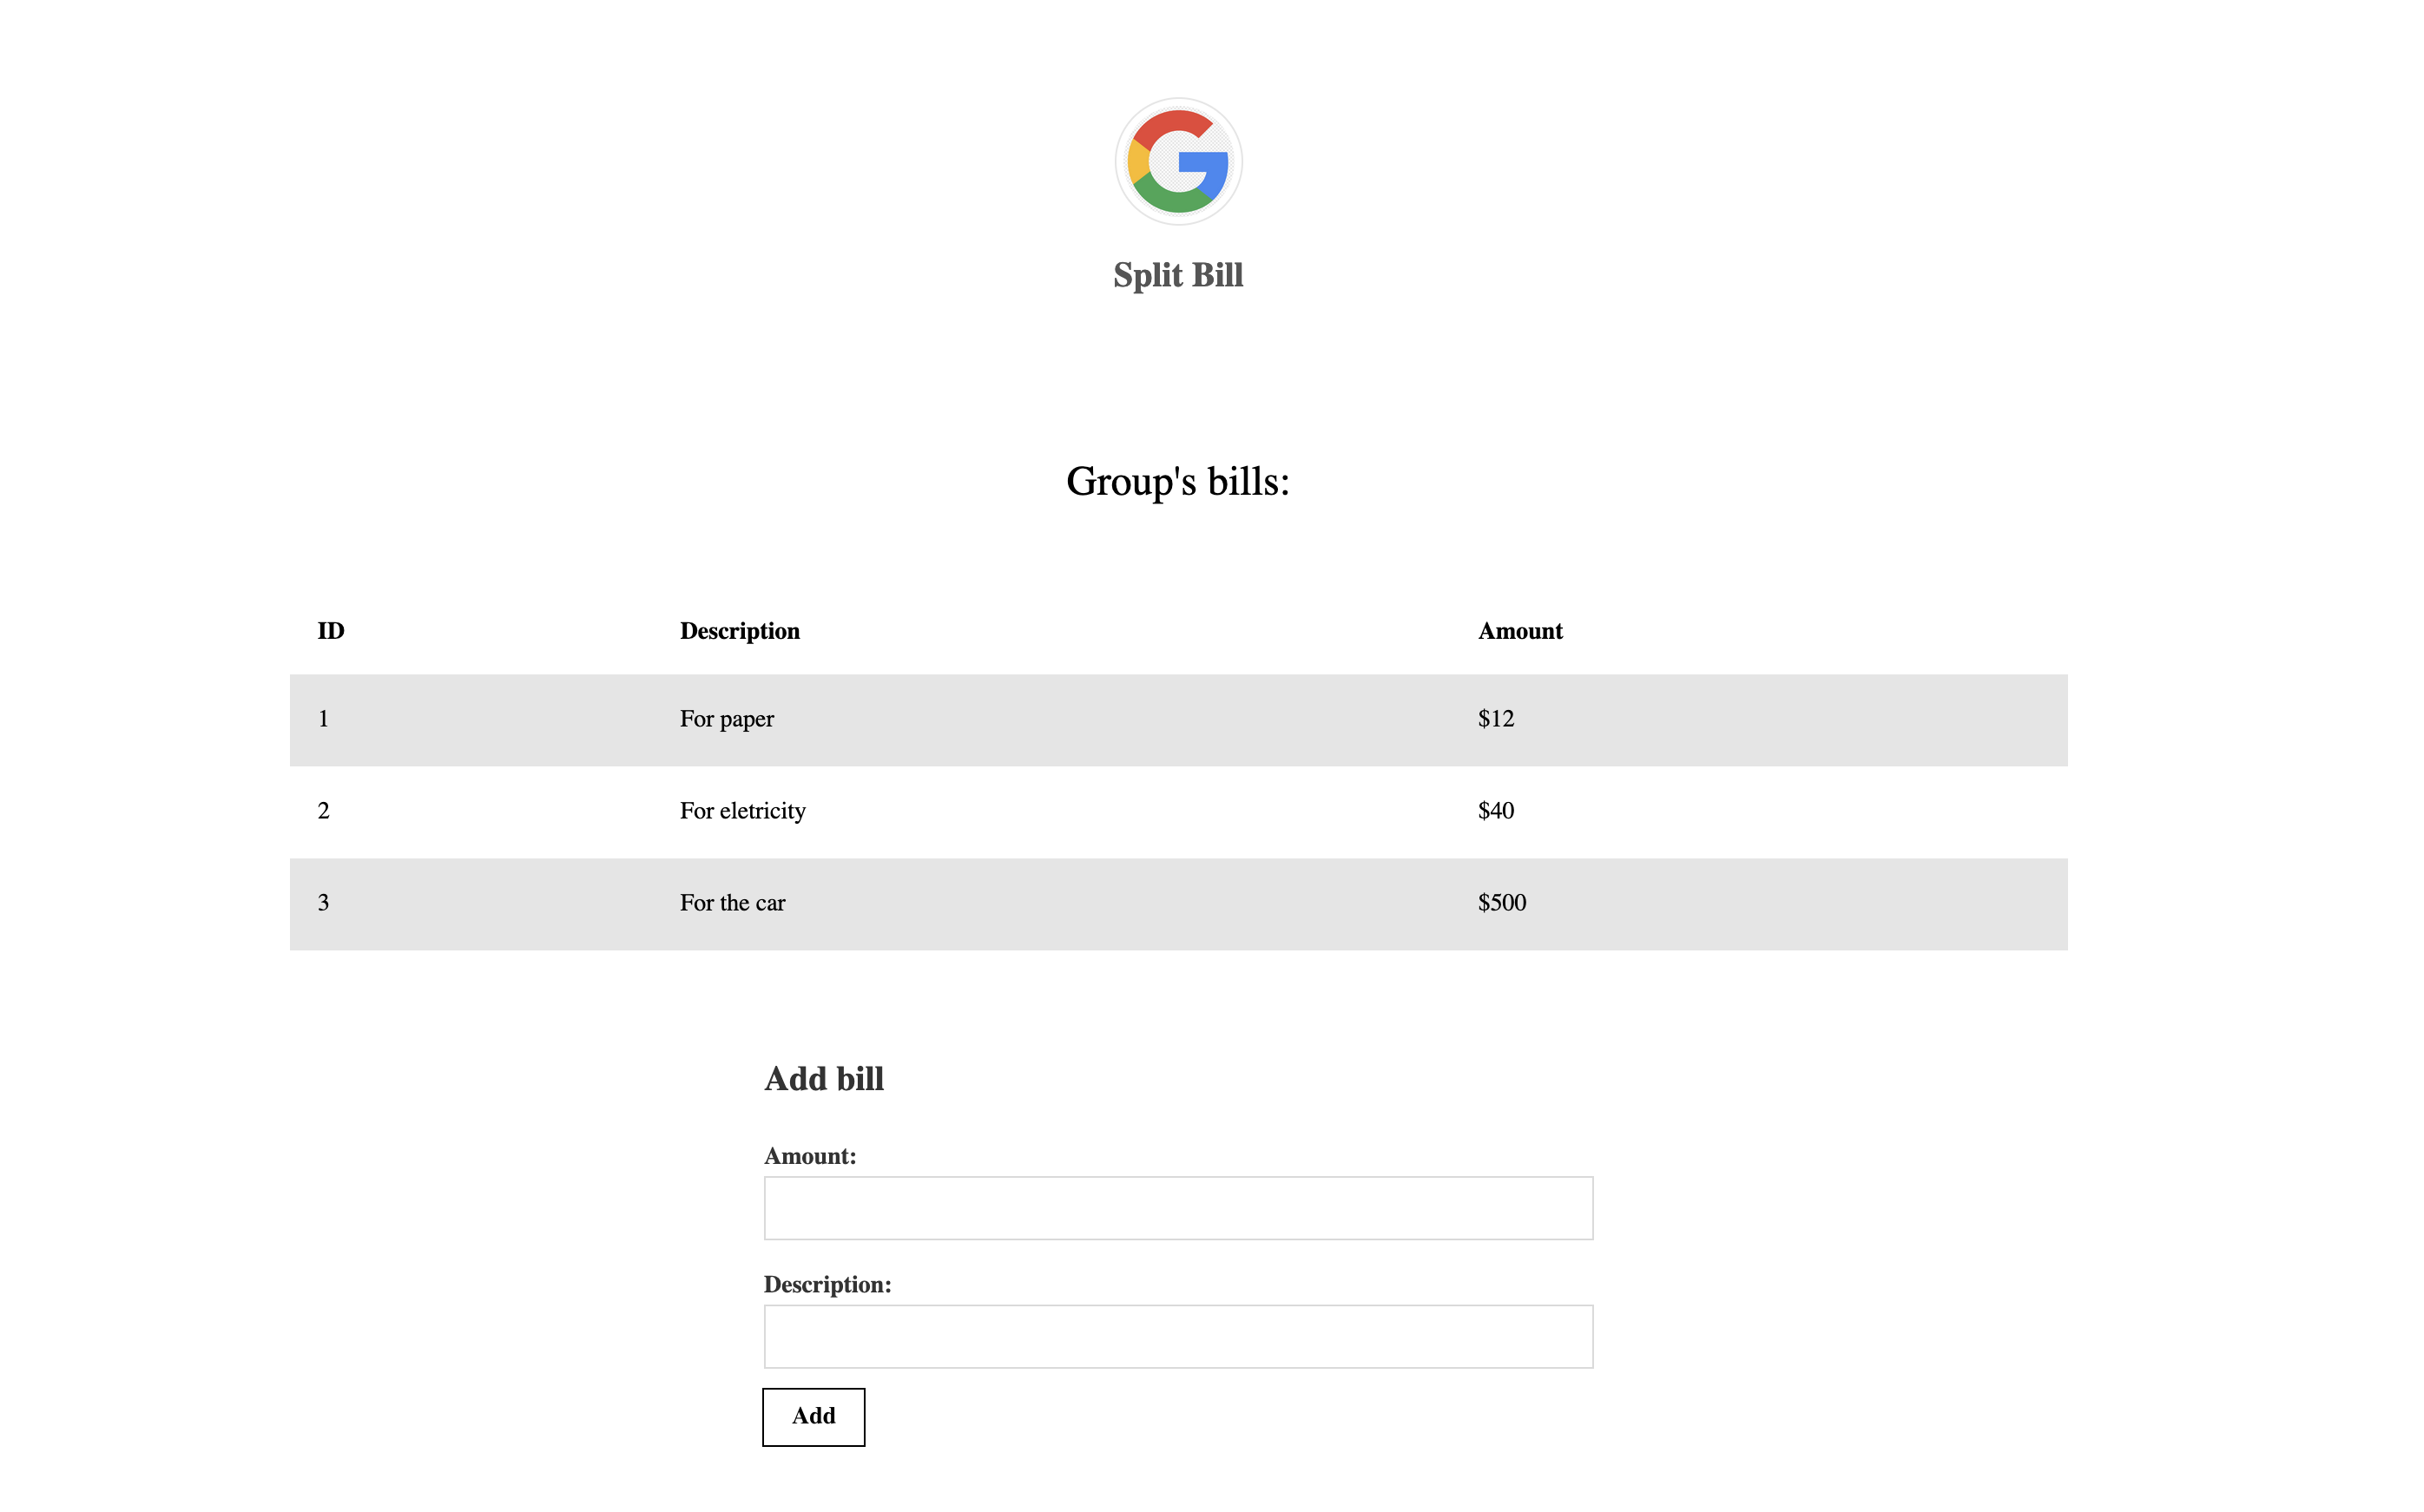 Split Bill
Group's bills:
ID Description Amount
1 For paper $12
2 For eletricity $40
3 For the car $500
Add bill
Amount:
Description:
Add